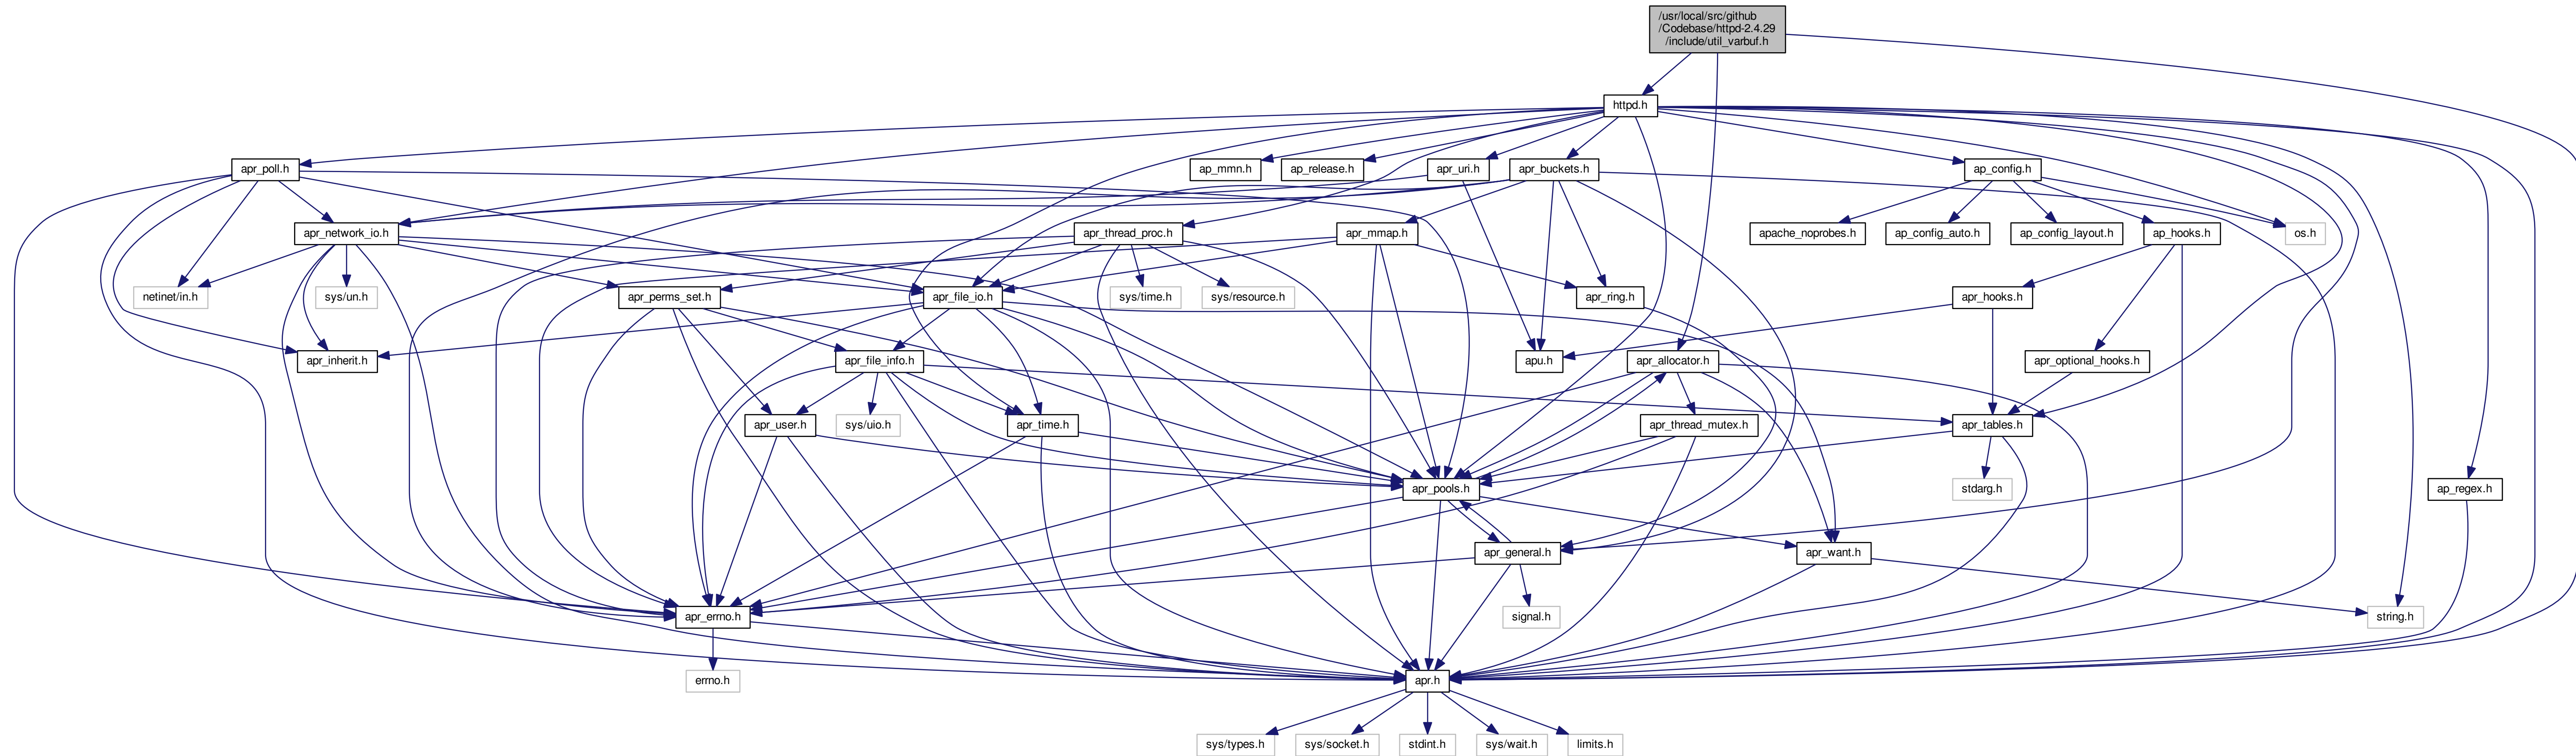 /usr/local/src/github
/Codebase/httpd-2.4.29
/include/util_varbuf.h
httpd.h
apr_poll.h
ap_mmn.h
ap_release.h
apr_uri.h
apr_buckets.h
ap_config.h
apr_network_io.h
apr_thread_proc.h
apr_mmap.h
apache_noprobes.h
ap_config_auto.h
ap_config_layout.h
ap_hooks.h
os.h
netinet/in.h
sys/un.h
apr_perms_set.h
apr_file_io.h
sys/time.h
sys/resource.h
apr_ring.h
apr_hooks.h
apr_inherit.h
apr_file_info.h
apu.h
apr_allocator.h
apr_optional_hooks.h
apr_user.h
sys/uio.h
apr_time.h
apr_thread_mutex.h
apr_tables.h
apr_pools.h
stdarg.h
ap_regex.h
apr_general.h
apr_want.h
apr_errno.h
signal.h
string.h
errno.h
apr.h
sys/types.h
sys/socket.h
stdint.h
sys/wait.h
limits.h